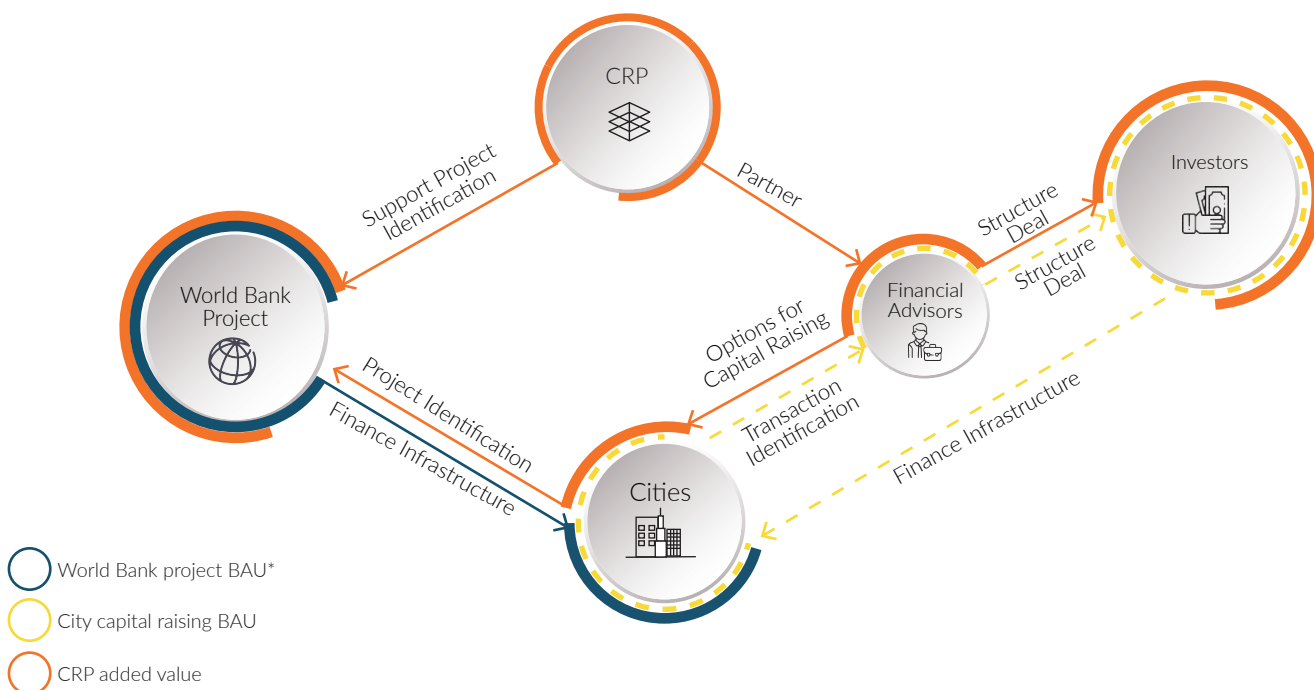 CRP
Support Project
Identification
Partner
Investors
Structure
Deal
Structure
Deal
World Bank
Project
Financial
Advisors
Options for
Capital Raising
Transaction
Identification
Project Identification
Finance Infrastructure
Finance Infrastructure
Cities
World Bank project BAU*
City capital raising BAU
CRP added value